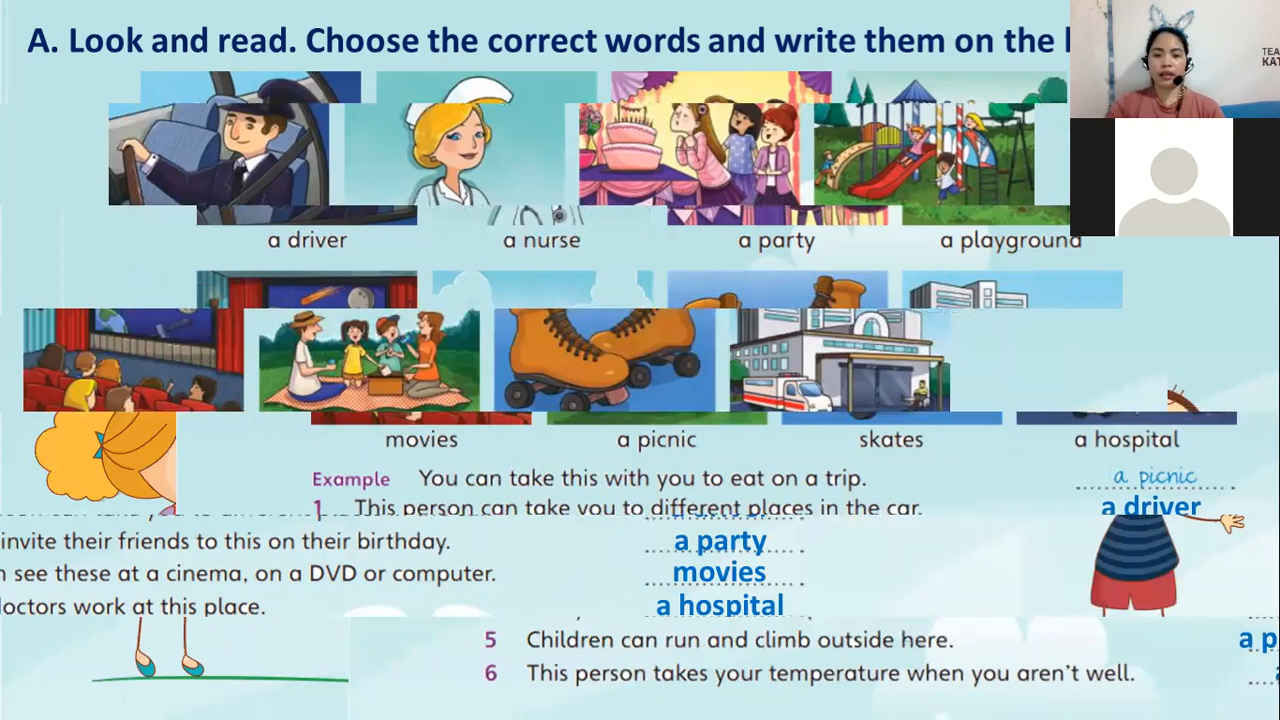 A. Look and read. Choose the correct words and write them on the
TEA
KAT
a driver a nurse a party a playground
movies a picnic skates a hospital
Example You can take this with you to eat on a trip. a picnic
1 This person can take you to different places in the car. a driver
invite their friends to this on their birthday. a party
see these at a cinema, on a DVD or computer. movies
doctors work at this place. a hospital
5 Children can run and climb outside here. a p
6 This person takes your temperature when you aren't well.